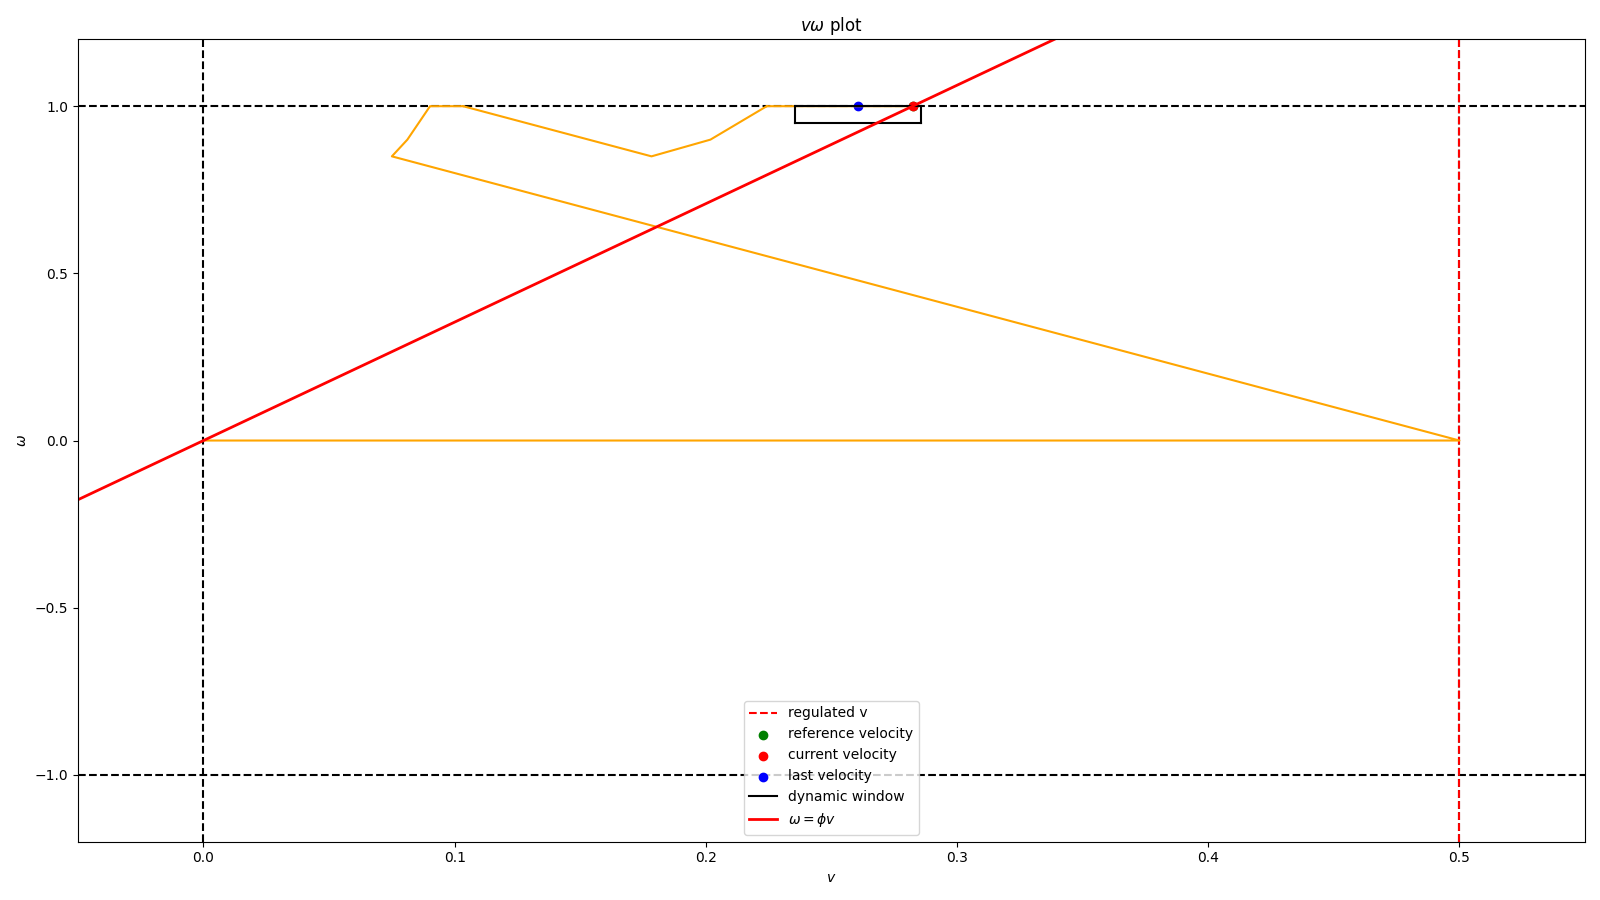 vω plot
ω
1.0
0.5
0.0
−0.5
−1.0
regulated v
reference velocity
current velocity
last velocity
dynamic window
ω = ϕv
0.0 0.1 0.2 0.3 0.4 0.5
v